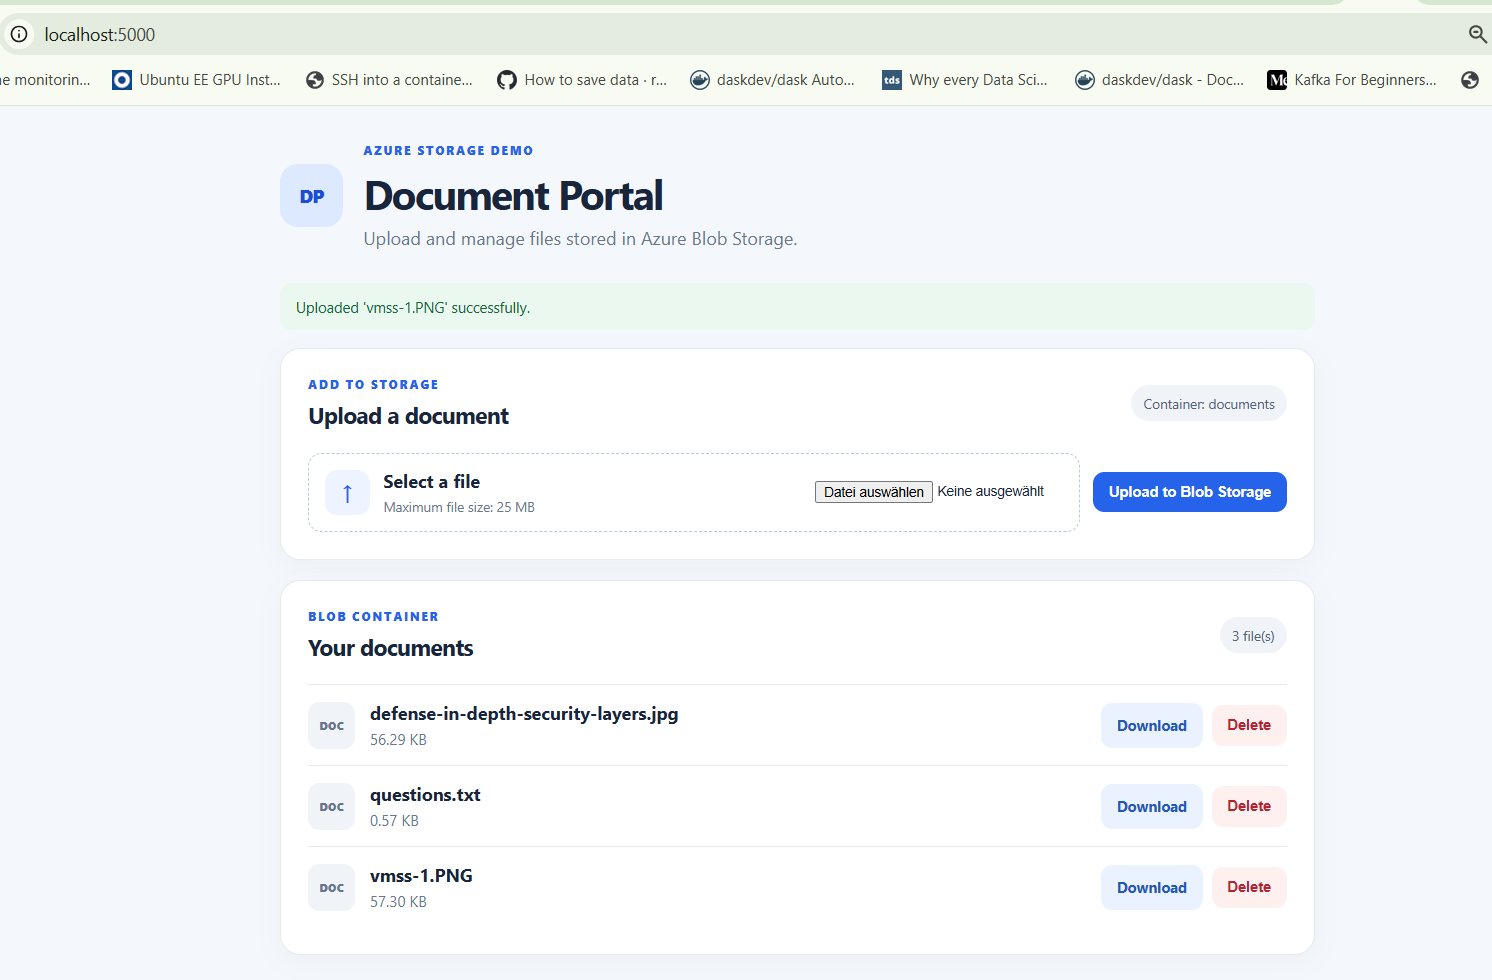 localhost:5000
e monitorin...
Ubuntu EE GPU Inst...
SSH into a containe...
How to save data · r...
daskdev/dask Auto...
tds
Why every Data Sci...
daskdev/dask - Doc...
Kafka For Beginners...
AZURE STORAGE DEMO
DP
Document Portal
Upload and manage files stored in Azure Blob Storage.
Uploaded 'vmss-1.PNG' successfully.
ADD TO STORAGE
Upload a document
Container: documents
↑
Select a file
Maximum file size: 25 MB
Datei auswählen
Keine ausgewählt
Upload to Blob Storage
BLOB CONTAINER
Your documents
3 file(s)
DOC
defense-in-depth-security-layers.jpg
56.29 KB
Download
Delete
DOC
questions.txt
0.57 KB
Download
Delete
DOC
vmss-1.PNG
57.30 KB
Download
Delete